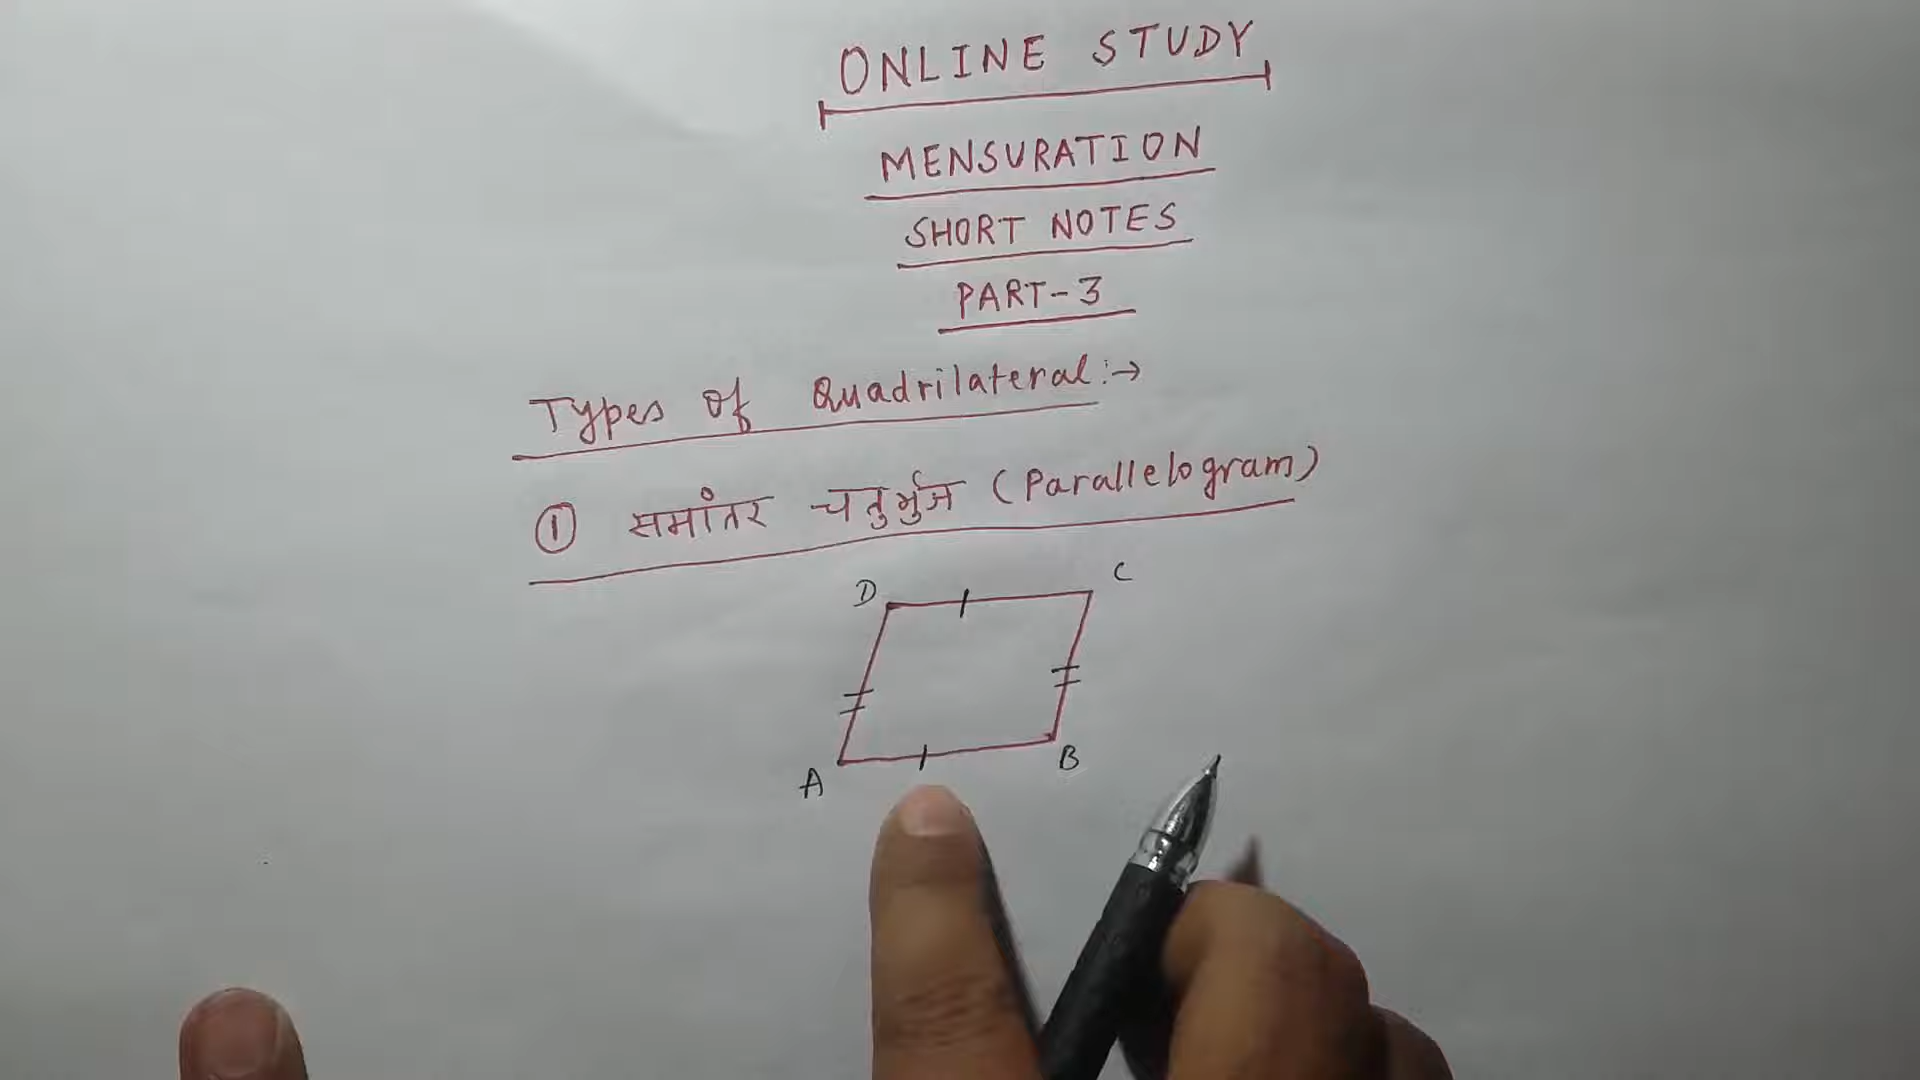 ONLINE STUDY
MENSURATION
SHORT NOTES
PART-3
Types of Quadrilateral:→
① समांतर चतुर्भुज (Parallelogram)
D C
A B